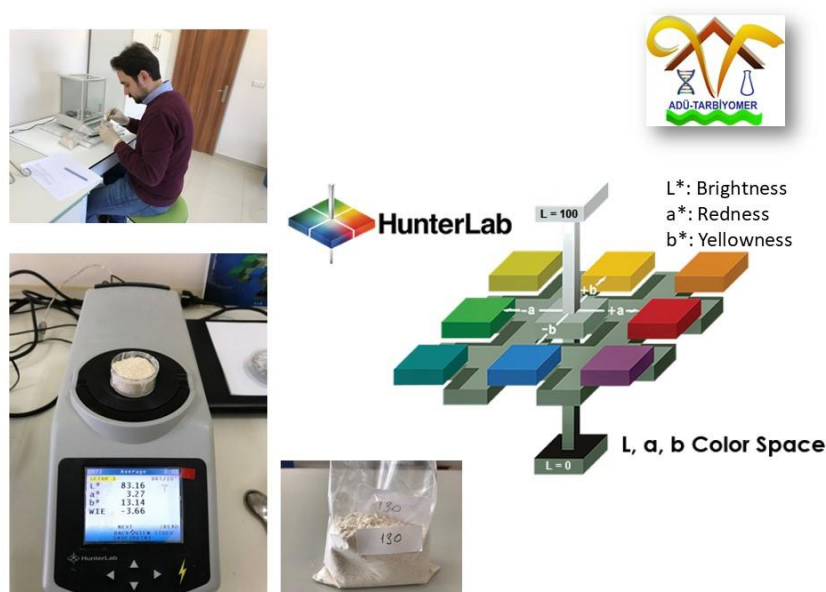 ADÜ-TARBİYOMER
L*: Brightness
a*: Redness
b*: Yellowness
HunterLab
L = 100
+b
-a
+a
-b
L = 0
L, a, b Color Space
Average
L* 83.16
a* 3.27
b* 13.14
WIE -3.66
NEXT
HunterLab
130
130